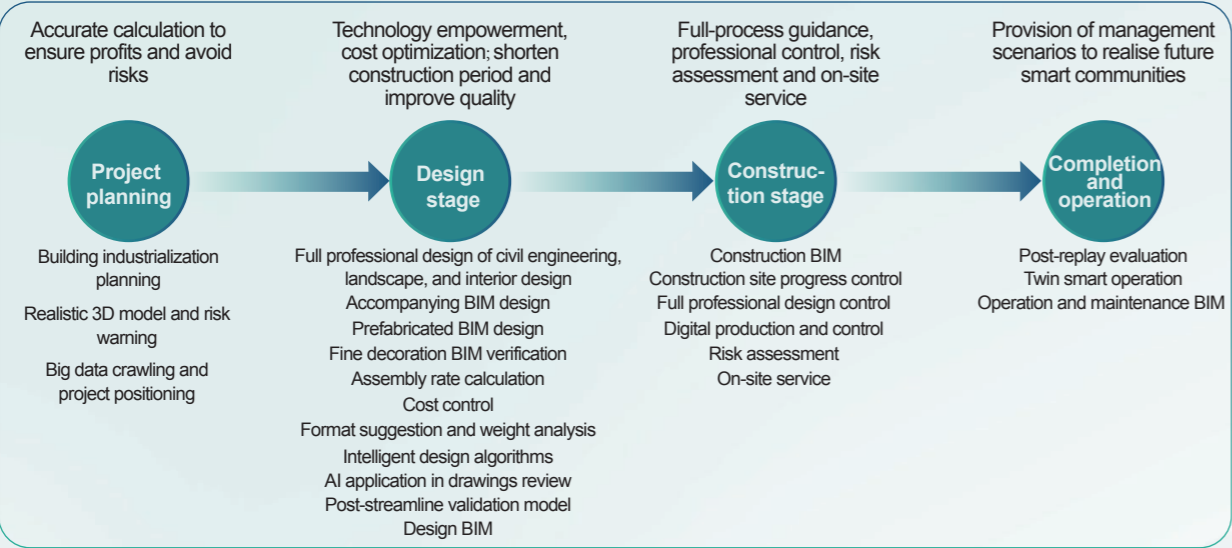 Accurate calculation to
ensure profits and avoid
risks
Technology empowerment,
cost optimization; shorten
construction period and
improve quality
Full-process guidance,
professional control, risk
assessment and on-site
service
Provision of management
scenarios to realise future
smart communities
Project
planning
Design
stage
Construc-
tion stage
Completion
and
operation
Building industrialization
planning
Realistic 3D model and risk
warning
Big data crawling and
project positioning
Full professional design of civil engineering,
landscape, and interior design
Accompanying BIM design
Prefabricated BIM design
Fine decoration BIM verification
Assembly rate calculation
Cost control
Format suggestion and weight analysis
Intelligent design algorithms
AI application in drawings review
Post-streamline validation model
Design BIM
Construction BIM
Construction site progress control
Full professional design control
Digital production and control
Risk assessment
On-site service
Post-replay evaluation
Twin smart operation
Operation and maintenance BIM